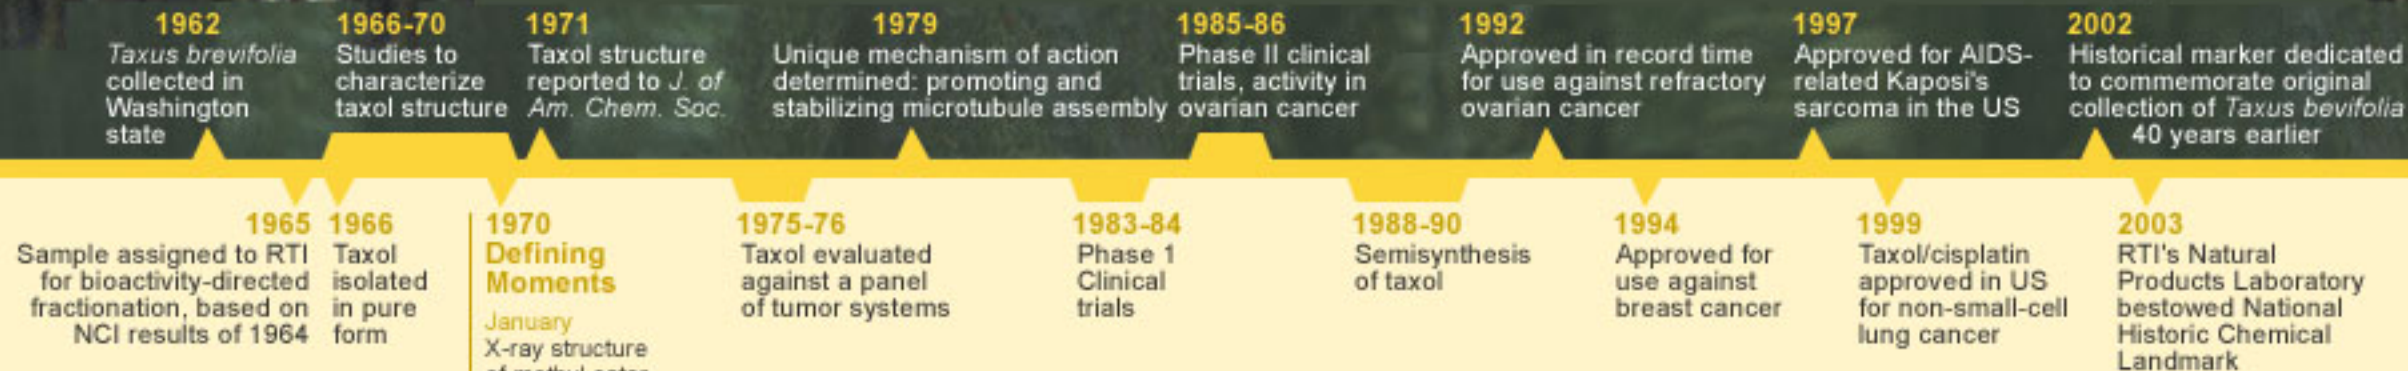 1962
Taxus brevifolia
collected in
Washington
state
1966-70
Studies to
characterize
taxol structure
1971
Taxol structure
reported to J. of
Am. Chem. Soc.
1979
Unique mechanism of action
determined: promoting and
stabilizing microtubule assembly
1985-86
Phase II clinical
trials, activity in
ovarian cancer
1992
Approved in record time
for use against refractory
ovarian cancer
1997
Approved for AIDS-
related Kaposi's
sarcoma in the US
2002
Historical marker dedicated
to commemorate original
collection of Taxus bevifolia
40 years earlier
1965
Sample assigned to RTI
for bioactivity-directed
fractionation, based on
NCI results of 1964
1966
Taxol
isolated
in pure
form
1970
Defining
Moments
January
X-ray structure
of methyl ester
1975-76
Taxol evaluated
against a panel
of tumor systems
1983-84
Phase 1
Clinical
trials
1988-90
Semisynthesis
of taxol
1994
Approved for
use against
breast cancer
1999
Taxol/cisplatin
approved in US
for non-small-cell
lung cancer
2003
RTI's Natural
Products Laboratory
bestowed National
Historic Chemical
Landmark